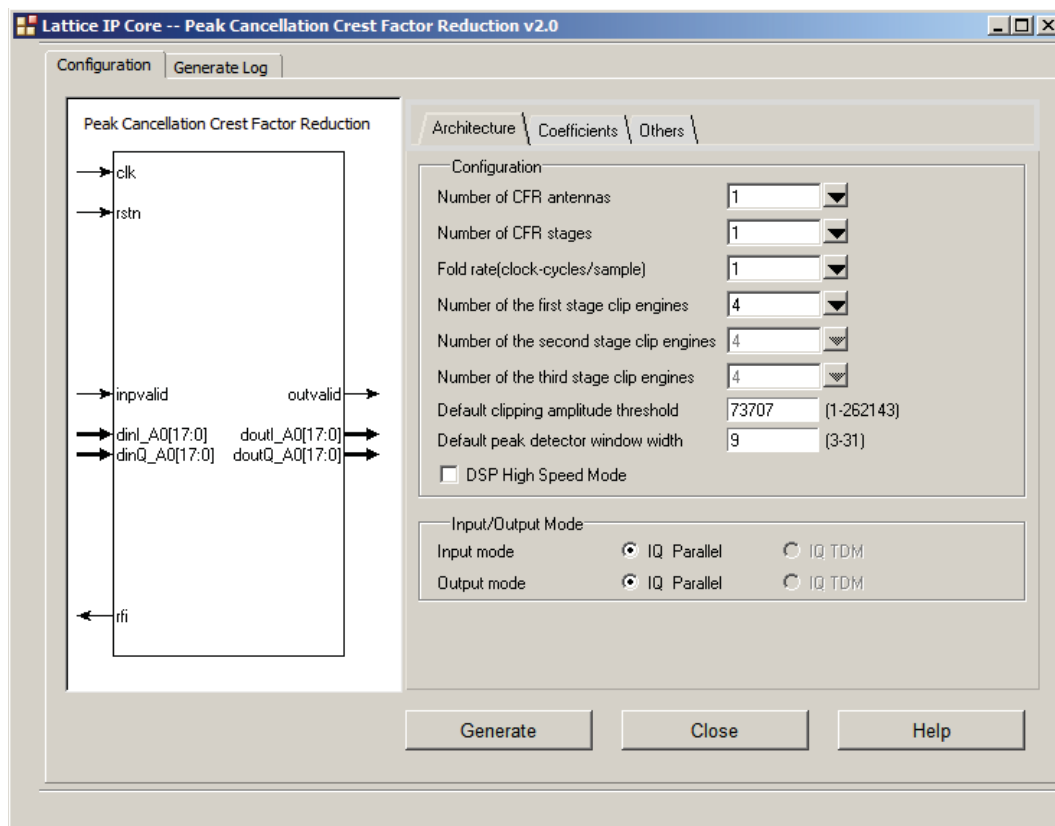 Lattice IP Core -- Peak Cancellation Crest Factor Reduction v2.0
Configuration
Generate Log
Peak Cancellation Crest Factor Reduction
clk
rstn
inpvalid
outvalid
dinI_A0[17:0]
doutI_A0[17:0]
dinQ_A0[17:0]
doutQ_A0[17:0]
rfi
Architecture
Coefficients
Others
Configuration
Number of CFR antennas 1
Number of CFR stages 1
Fold rate(clock-cycles/sample) 1
Number of the first stage clip engines 4
Number of the second stage clip engines 4
Number of the third stage clip engines 4
Default clipping amplitude threshold 73707 (1-262143)
Default peak detector window width 9 (3-31)
DSP High Speed Mode
Input/Output Mode
Input mode IQ Parallel IQ TDM
Output mode IQ Parallel IQ TDM
Generate
Close
Help